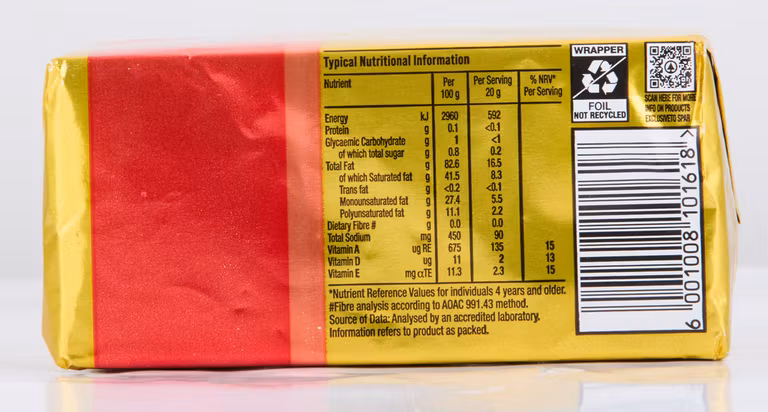 Typical Nutritional Information
Nutrient Per 100 g Per Serving 20 g % NRV* Per Serving
Energy kJ 2960 592
Protein g 0.1 <0.1
Glycaemic Carbohydrate g 1 <1
of which total sugar g 0.8 0.2
Total Fat g 82.6 16.5
of which Saturated fat g 41.5 8.3
Trans fat g <0.2 <0.1
Monounsaturated fat g 27.4 5.5
Polyunsaturated fat g 11.1 2.2
Dietary Fibre # g 0.0 0.0
Total Sodium mg 450 90
Vitamin A ug RE 675 135 15
Vitamin D ug 11 2 13
Vitamin E mg αTE 11.3 2.3 15
*Nutrient Reference Values for individuals 4 years and older.
#Fibre analysis according to AOAC 991.43 method.
Source of Data: Analysed by an accredited laboratory.
Information refers to product as packed.
WRAPPER
FOIL
NOT RECYCLED
SCAN HERE FOR MORE
INFO ON PRODUCTS
EXCLUSIVE TO SPAR
6 001008 101618 >